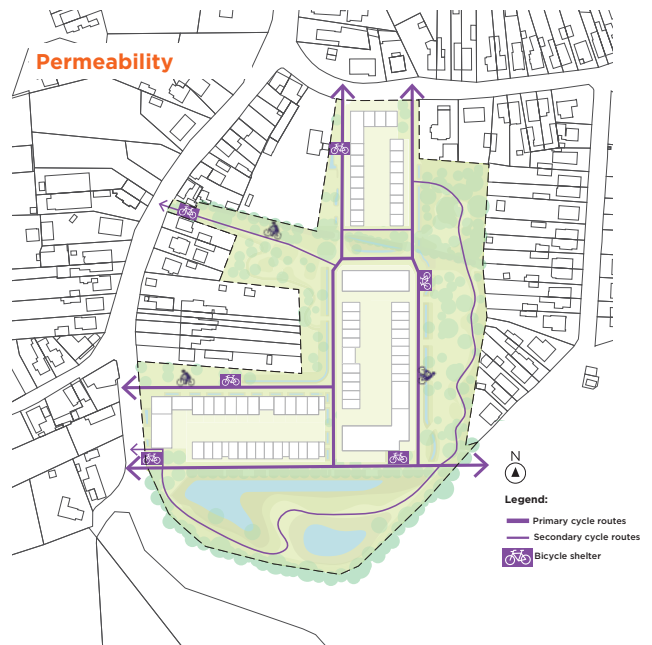 Permeability
N
Legend:
Primary cycle routes
Secondary cycle routes
Bicycle shelter